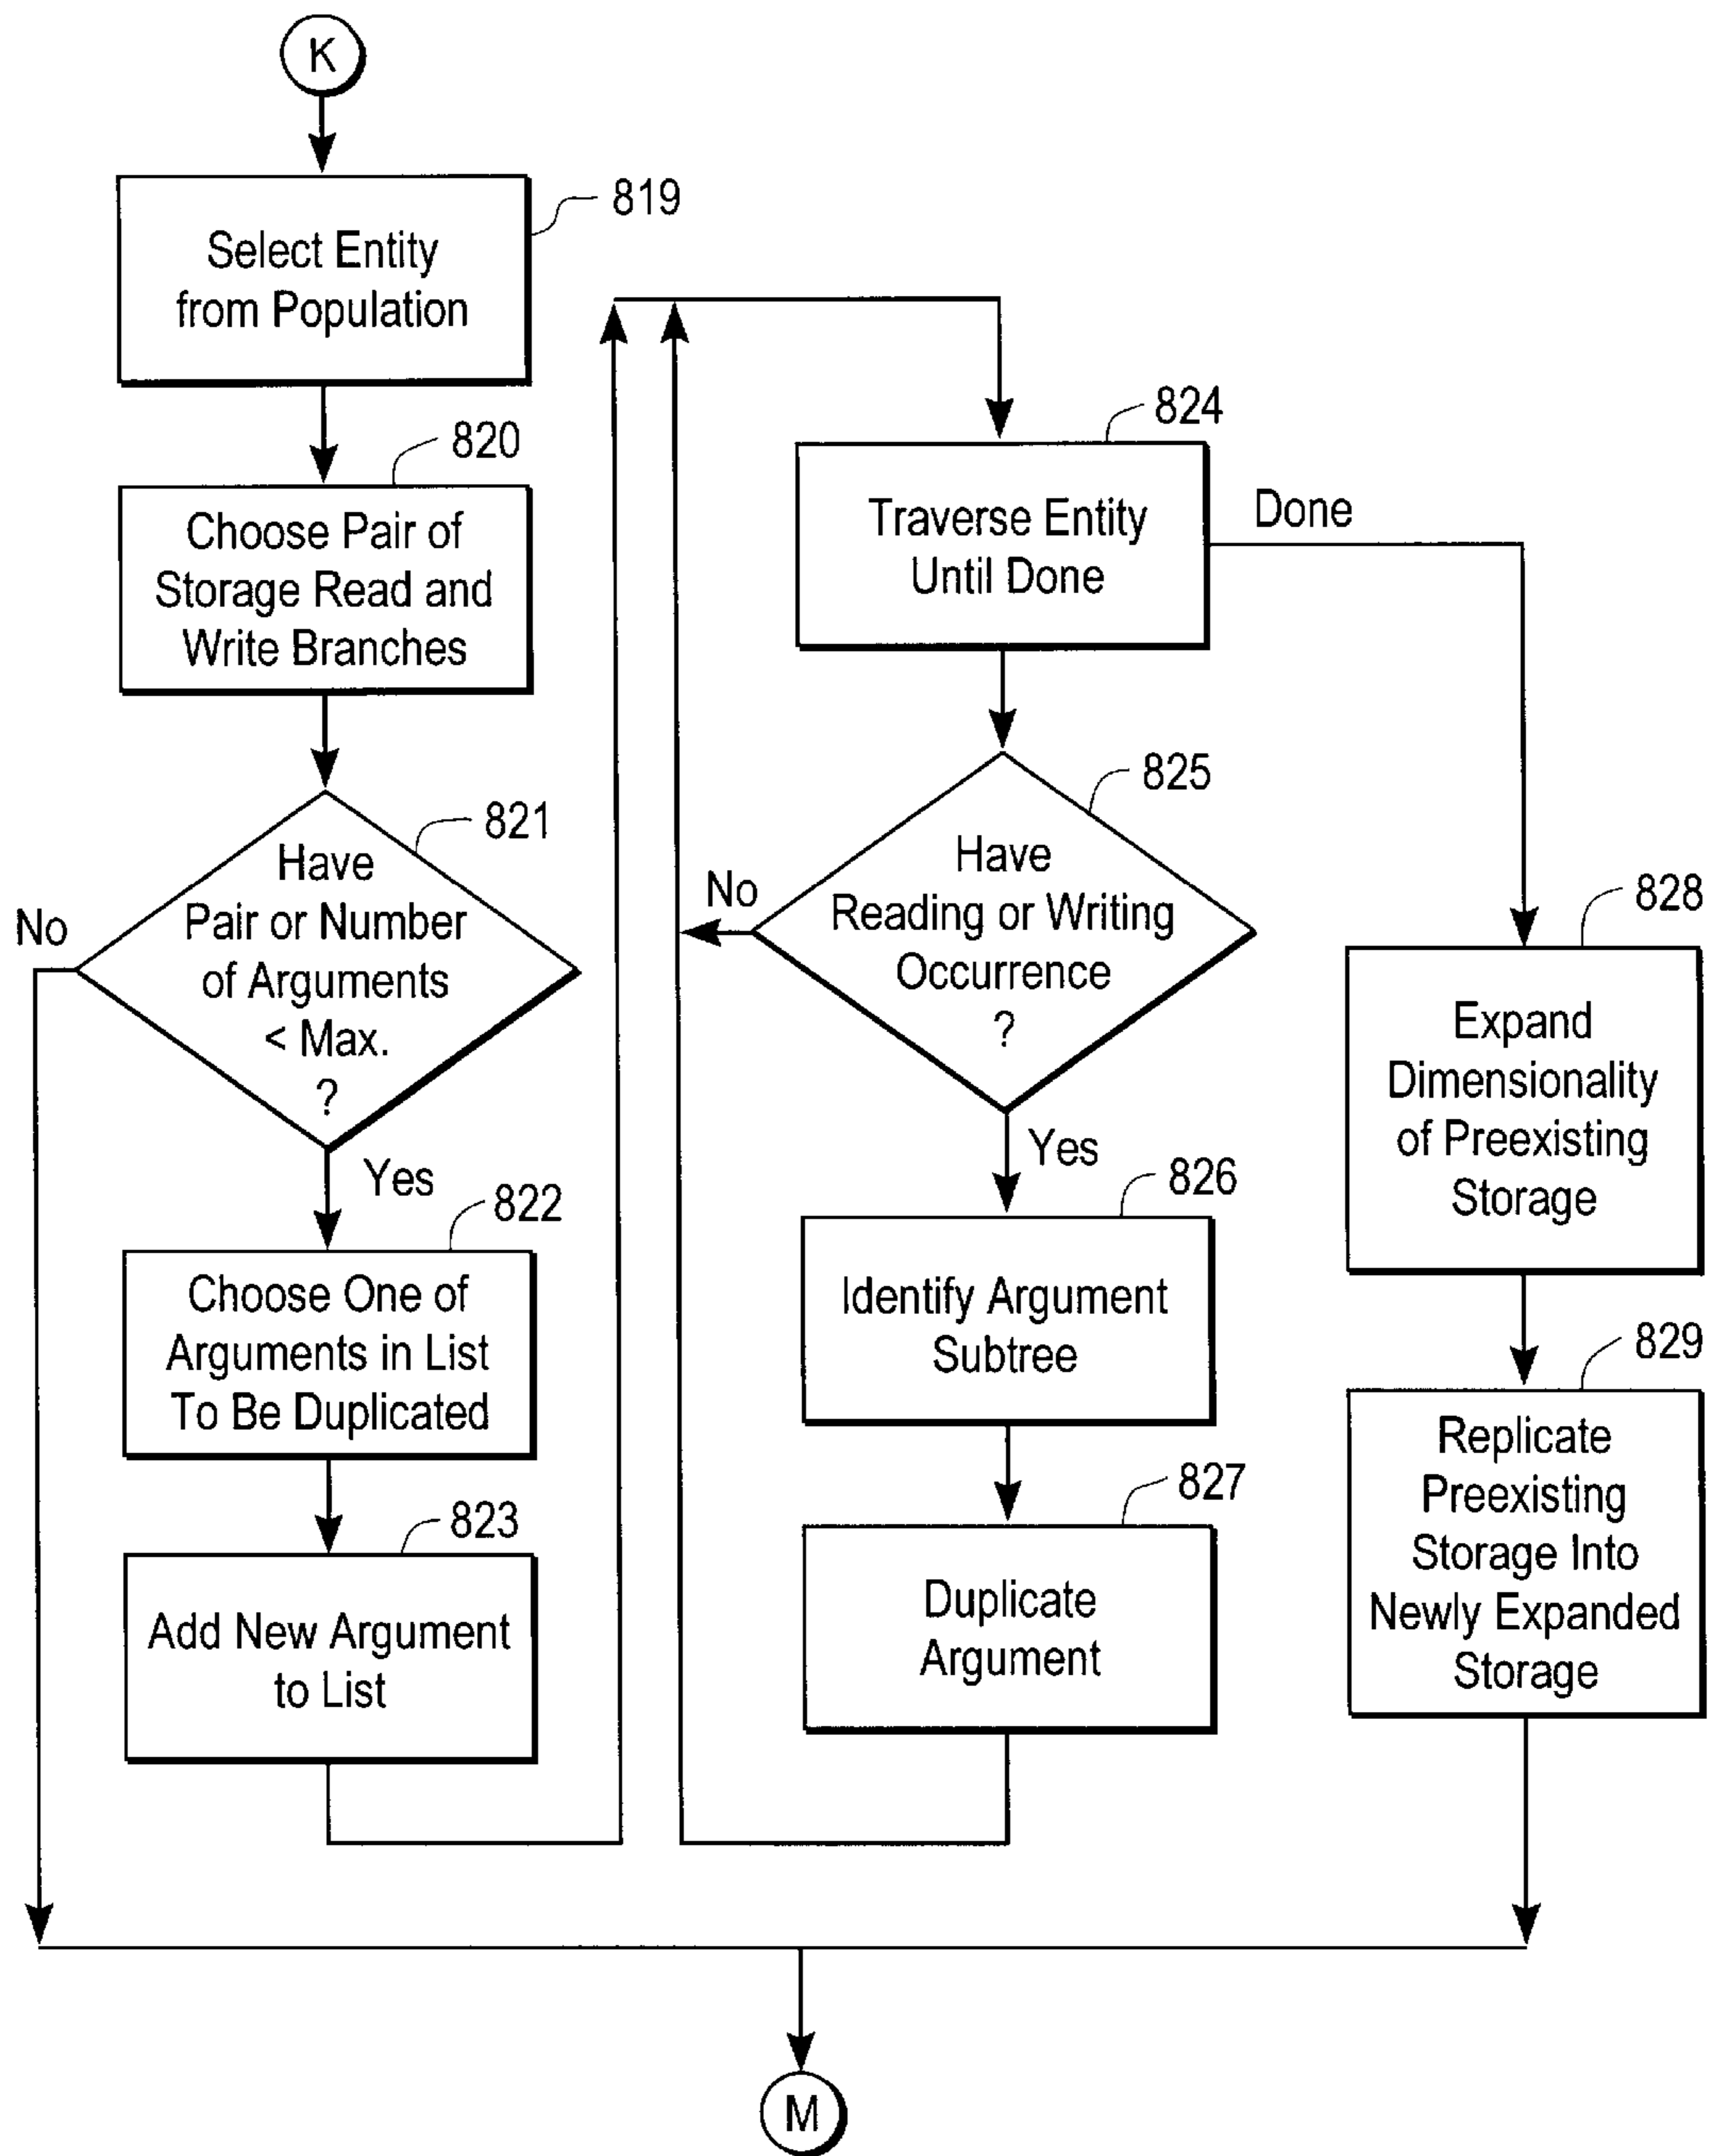 K
819
Select Entity
from Population
820
Choose Pair of
Storage Read and
Write Branches
821
Have
Pair or Number
of Arguments
< Max.
?
No
Yes
822
Choose One of
Arguments in List
To Be Duplicated
823
Add New Argument
to List
824
Traverse Entity
Until Done
Done
825
Have
Reading or Writing
Occurrence
?
No
Yes
826
Identify Argument
Subtree
827
Duplicate
Argument
828
Expand
Dimensionality
of Preexisting
Storage
829
Replicate
Preexisting
Storage Into
Newly Expanded
Storage
M